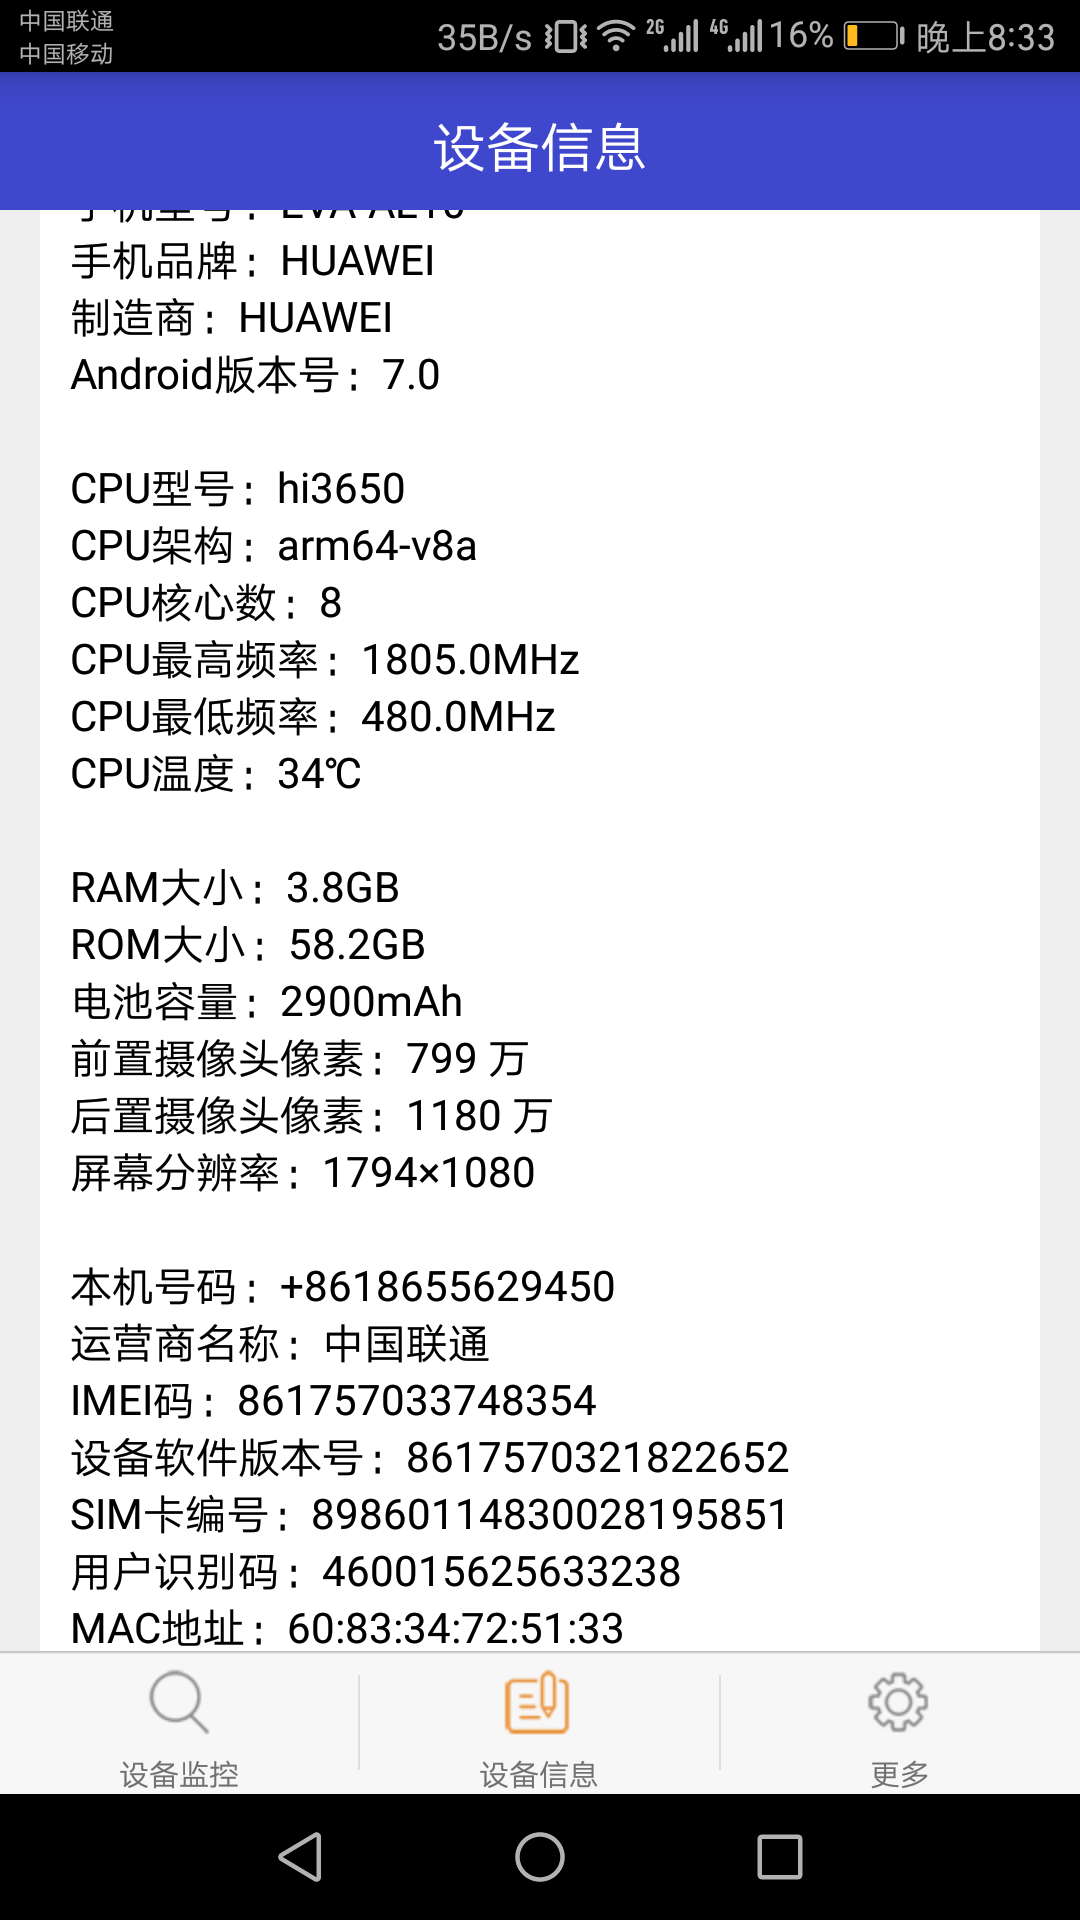 中国联通
中国移动
35B/s 2G 4G 16% 晚上8:33
设备信息
手机型号：EVA-AL10
手机品牌：HUAWEI
制造商：HUAWEI
Android版本号：7.0
CPU型号：hi3650
CPU架构：arm64-v8a
CPU核心数：8
CPU最高频率：1805.0MHz
CPU最低频率：480.0MHz
CPU温度：34℃
RAM大小：3.8GB
ROM大小：58.2GB
电池容量：2900mAh
前置摄像头像素：799 万
后置摄像头像素：1180 万
屏幕分辨率：1794×1080
本机号码：+8618655629450
运营商名称：中国联通
IMEI码：861757033748354
设备软件版本号：8617570321822652
SIM卡编号：89860114830028195851
用户识别码：460015625633238
MAC地址：60:83:34:72:51:33
设备监控
设备信息
更多